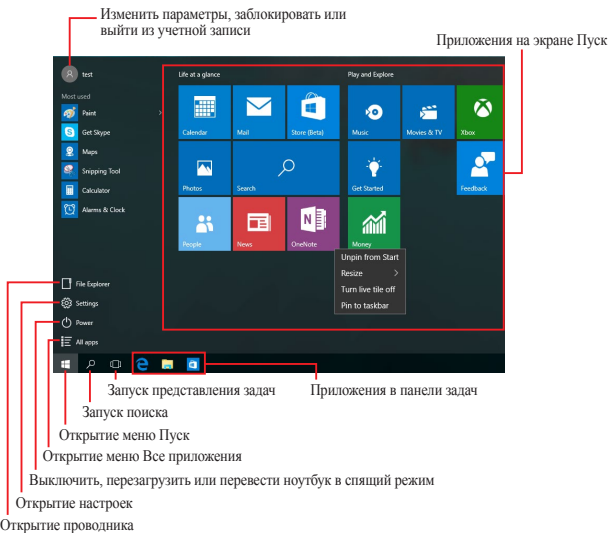 Изменить параметры, заблокировать или
выйти из учетной записи
Приложения на экране Пуск
test
Life at a glance
Play and Explore
Most used
Paint
Get Skype
Maps
Snipping Tool
Calculator
Alarms & Clock
Calendar
Mail
Store (Beta)
Music
Movies & TV
Xbox
Photos
Search
Get Started
Feedback
People
News
OneNote
Money
Unpin from Start
Resize
Turn live tile off
Pin to taskbar
File Explorer
Settings
Power
All apps
Запуск представления задач
Приложения в панели задач
Запуск поиска
Открытие меню Пуск
Открытие меню Все приложения
Выключить, перезагрузить или перевести ноутбук в спящий режим
Открытие настроек
Открытие проводника